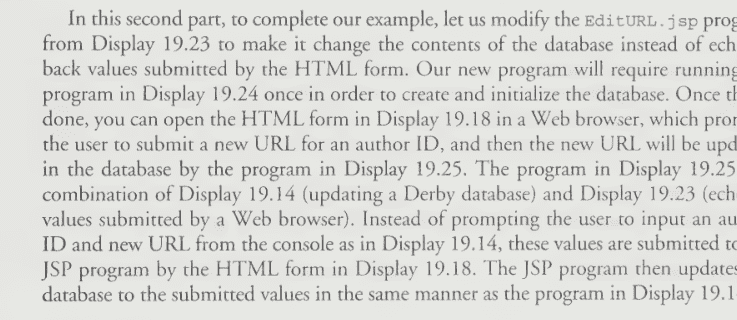 In this second part, to complete our example, let us modify the EditURL.jsp prog
from Display 19.23 to make it change the contents of the database instead of ech
back values submitted by the HTML form. Our new program will require running
program in Display 19.24 once in order to create and initialize the database. Once th
done, you can open the HTML form in Display 19.18 in a Web browser, which pro
the user to submit a new URL for an author ID, and then the new URL will be upd
in the database by the program in Display 19.25. The program in Display 19.25
combination of Display 19.14 (updating a Derby database) and Display 19.23 (ech
values submitted by a Web browser). Instead of prompting the user to input an au
ID and new URL from the console as in Display 19.14, these values are submitted to
JSP program by the HTML form in Display 19.18. The JSP program then updates
database to the submitted values in the same manner as the program in Display 19.1